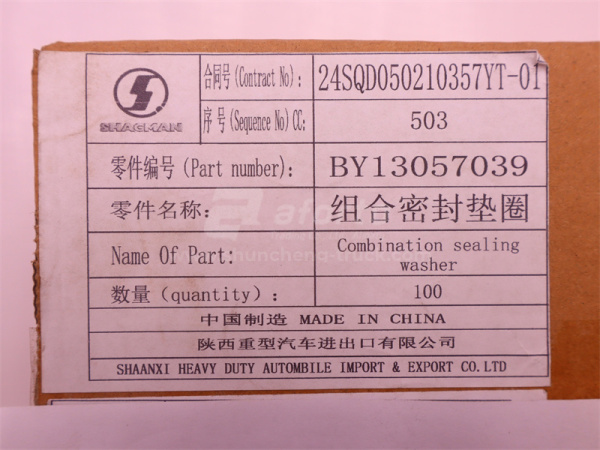 SHACMAN
合同号(Contract No):
24SQD050210357YT-01
序号(Sequence No)CC:
503
零件编号(Part number):
BY13057039
零件名称:
组合密封垫圈
Name Of Part:
Combination sealing
washer
数量(quantity):
100
中国制造 MADE IN CHINA
陕西重型汽车进出口有限公司
SHAANXI HEAVY DUTY AUTOMBILE IMPORT & EXPORT CO.LTD